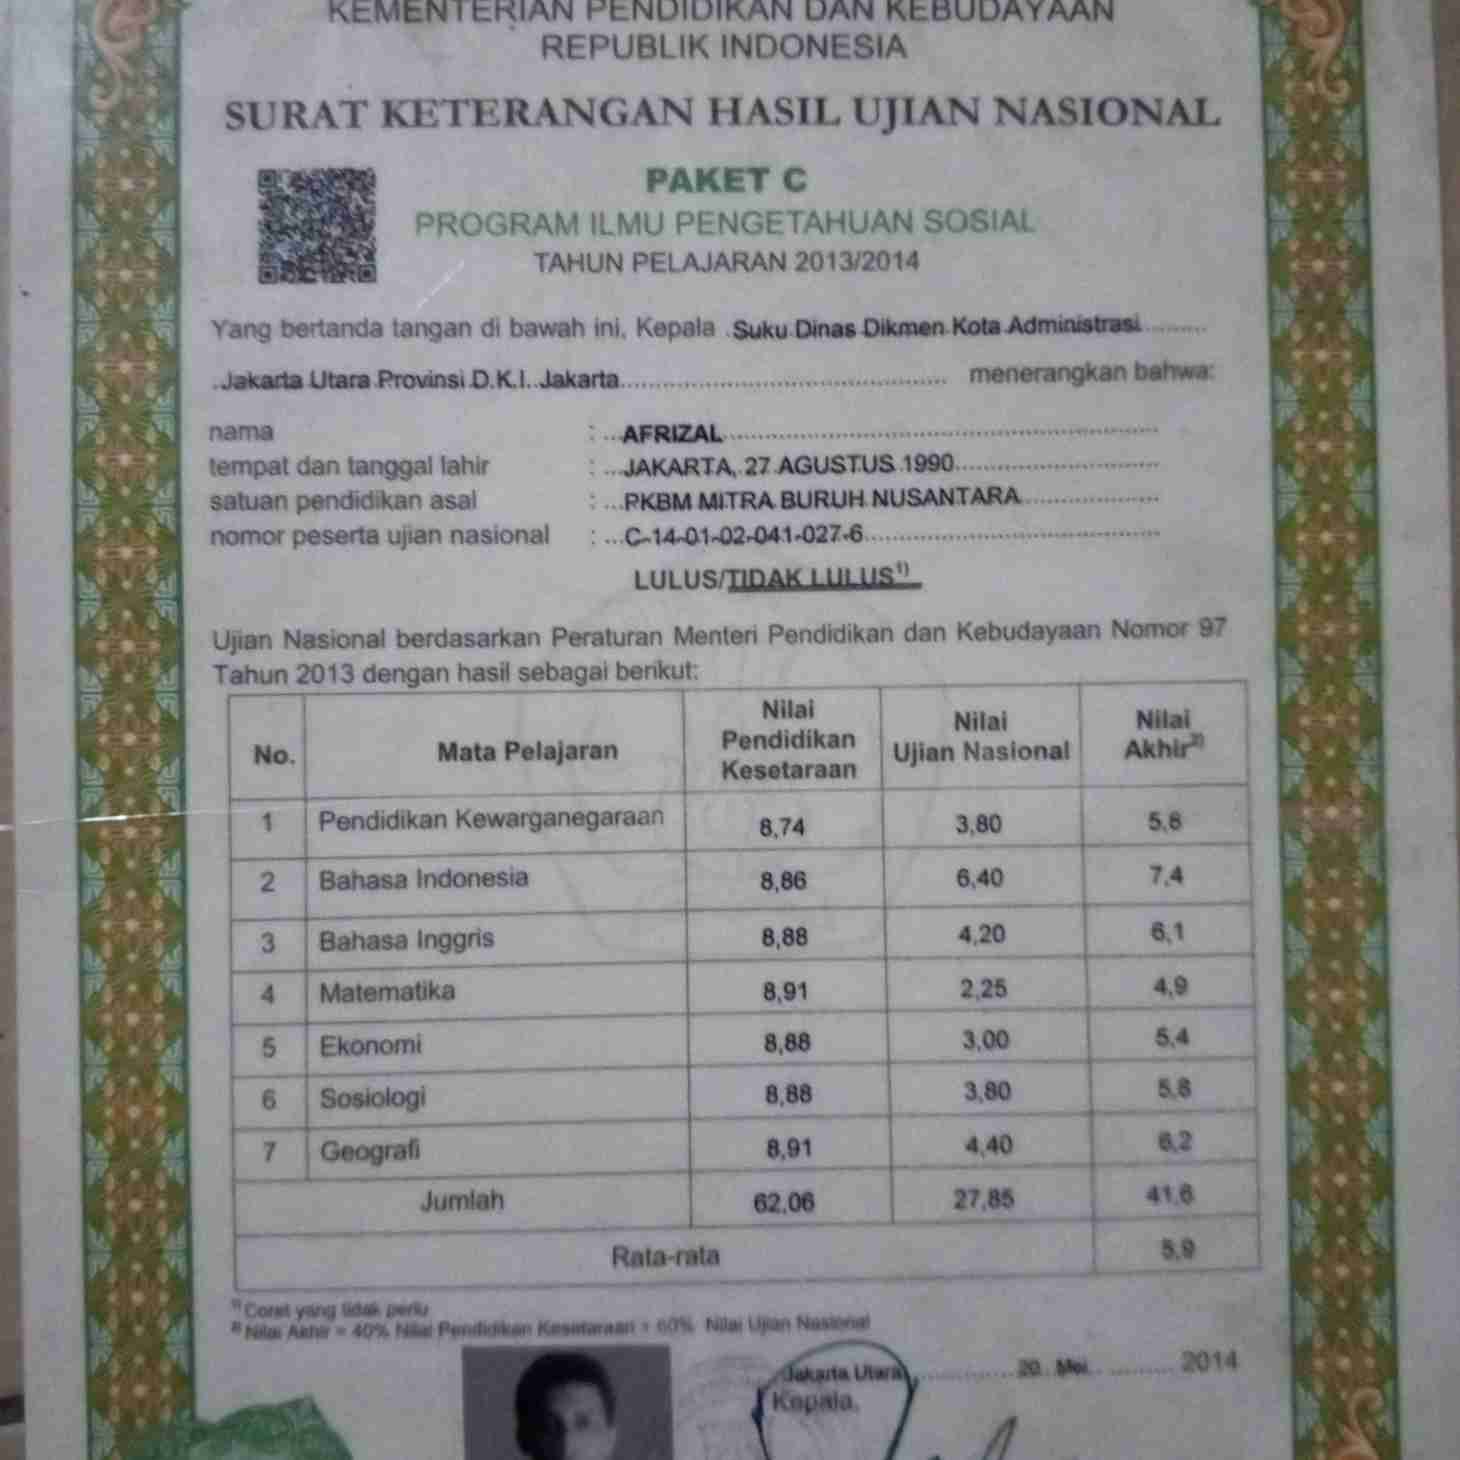 KEMENTERIAN PENDIDIKAN DAN KEBUDAYAAN
REPUBLIK INDONESIA
SURAT KETERANGAN HASIL UJIAN NASIONAL
PAKET C
PROGRAM ILMU PENGETAHUAN SOSIAL
TAHUN PELAJARAN 2013/2014
Yang bertanda tangan di bawah ini, Kepala Suku Dinas Dikmen Kota Administrasi
Jakarta Utara Provinsi D.K.I. Jakarta menerangkan bahwa:
nama : AFRIZAL
tempat dan tanggal lahir : JAKARTA, 27 AGUSTUS 1990
satuan pendidikan asal : PKBM MITRA BURUH NUSANTARA
nomor peserta ujian nasional : C-14-01-02-041-027-6
LULUS/TIDAK LULUS¹⁾
Ujian Nasional berdasarkan Peraturan Menteri Pendidikan dan Kebudayaan Nomor 97
Tahun 2013 dengan hasil sebagai berikut:
No. Mata Pelajaran Nilai Pendidikan Kesetaraan Nilai Ujian Nasional Nilai Akhir²⁾
1 Pendidikan Kewarganegaraan 8,74 3,80 5,8
2 Bahasa Indonesia 8,86 6,40 7,4
3 Bahasa Inggris 8,88 4,20 6,1
4 Matematika 8,91 2,25 4,9
5 Ekonomi 8,88 3,00 5,4
6 Sosiologi 8,88 3,80 5,8
7 Geografi 8,91 4,40 6,2
Jumlah 62,06 27,85 41,6
Rata-rata 5,9
¹⁾ Coret yang tidak perlu
²⁾ Nilai Akhir = 40% Nilai Pendidikan Kesetaraan + 60% Nilai Ujian Nasional
Jakarta Utara, 20 Mei 2014
Kepala,